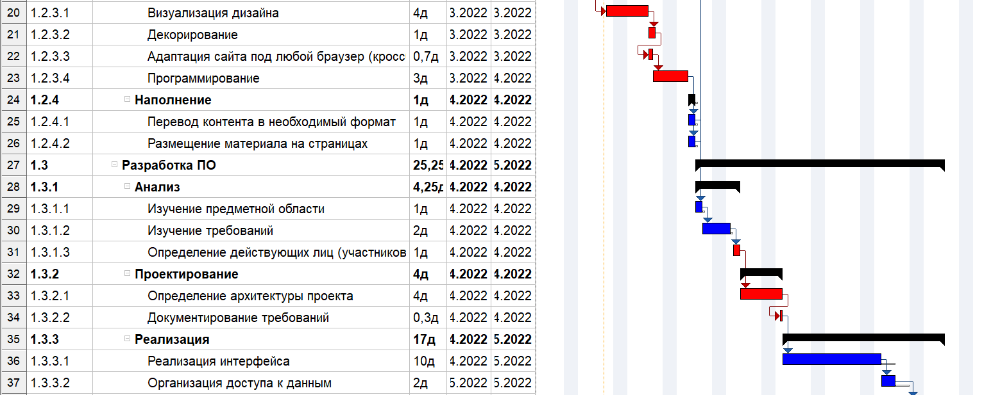 20 1.2.3.1 Визуализация дизайна 4д 3.2022 3.2022
21 1.2.3.2 Декорирование 1д 3.2022 3.2022
22 1.2.3.3 Адаптация сайта под любой браузер (кросс 0,7д 3.2022 3.2022
23 1.2.3.4 Программирование 3д 3.2022 4.2022
24 1.2.4 Наполнение 1д 4.2022 4.2022
25 1.2.4.1 Перевод контента в необходимый формат 1д 4.2022 4.2022
26 1.2.4.2 Размещение материала на страницах 1д 4.2022 4.2022
27 1.3 Разработка ПО 25,25 4.2022 5.2022
28 1.3.1 Анализ 4,25д 4.2022 4.2022
29 1.3.1.1 Изучение предметной области 1д 4.2022 4.2022
30 1.3.1.2 Изучение требований 2д 4.2022 4.2022
31 1.3.1.3 Определение действующих лиц (участников 1д 4.2022 4.2022
32 1.3.2 Проектирование 4д 4.2022 4.2022
33 1.3.2.1 Определение архитектуры проекта 4д 4.2022 4.2022
34 1.3.2.2 Документирование требований 0,3д 4.2022 4.2022
35 1.3.3 Реализация 17д 4.2022 5.2022
36 1.3.3.1 Реализация интерфейса 10д 4.2022 5.2022
37 1.3.3.2 Организация доступа к данным 2д 5.2022 5.2022